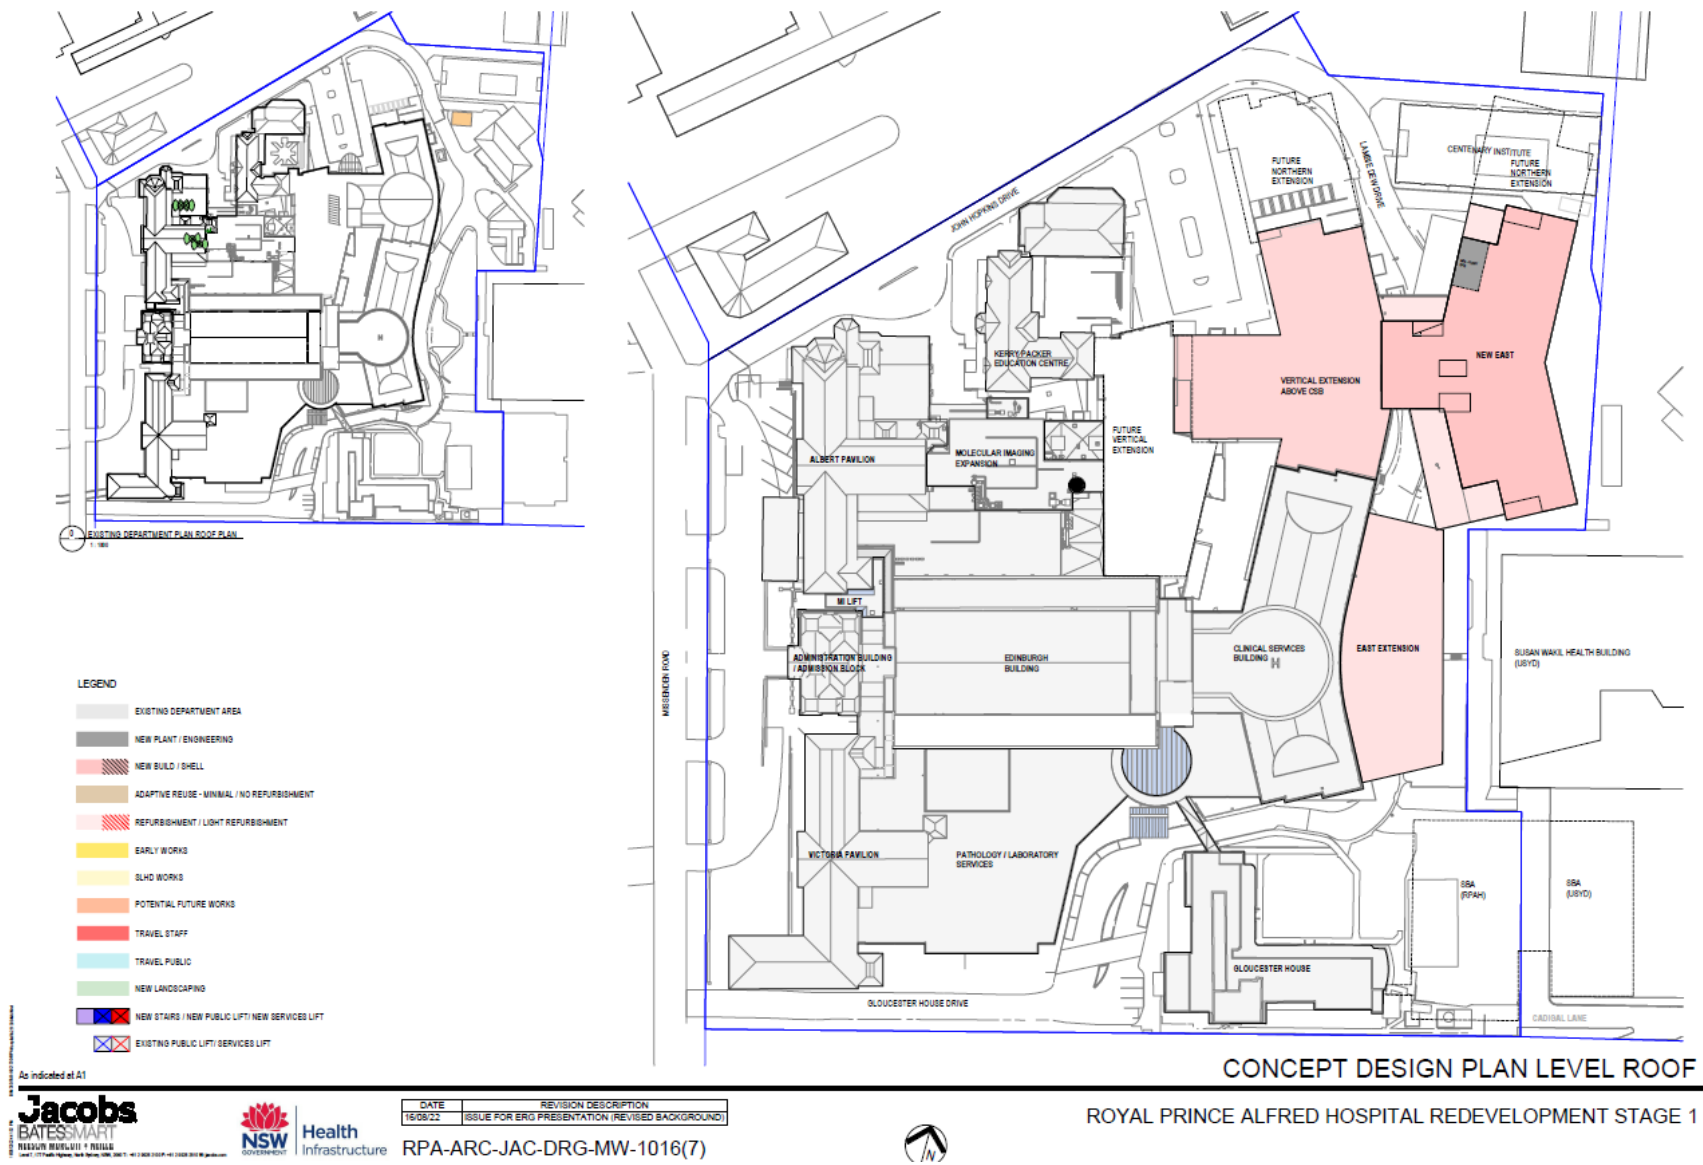 EXISTING DEPARTMENT PLAN ROOF PLAN
H
LEGEND
EXISTING DEPARTMENT AREA
NEW PLANT / ENGINEERING
NEW BUILD / SHELL
ADAPTIVE REUSE - MINIMAL / NO REFURBISHMENT
REFURBISHMENT / LIGHT REFURBISHMENT
EARLY WORKS
SLHD WORKS
POTENTIAL FUTURE WORKS
TRAVEL STAFF
TRAVEL PUBLIC
NEW LANDSCAPING
NEW STAIRS / NEW PUBLIC LIFT/ NEW SERVICES LIFT
EXISTING PUBLIC LIFT/ SERVICES LIFT
As indicated at A1
JOHN HOPKINS DRIVE
LAMBIE DEW DRIVE
FUTURE
NORTHERN
EXTENSION
CENTENARY INSTITUTE
FUTURE
NORTHERN
EXTENSION
NEW EAST
KERRY PACKER
EDUCATION CENTRE
VERTICAL EXTENSION
ABOVE CSB
FUTURE
VERTICAL
EXTENSION
ALBERT PAVILION
MOLECULAR IMAGING
EXPANSION
MI LIFT
MISSENDEN ROAD
ADMINISTRATION BUILDING
/ ADMISSION BLOCK
EDINBURGH
BUILDING
CLINICAL SERVICES
BUILDING
H
EAST EXTENSION
SUSAN WAKIL HEALTH BUILDING
(USYD)
VICTORIA PAVILION
PATHOLOGY / LABORATORY
SERVICES
SBA
(RPAH)
SBA
(USYD)
GLOUCESTER HOUSE
GLOUCESTER HOUSE DRIVE
CADIGAL LANE
CONCEPT DESIGN PLAN LEVEL ROOF
Jacobs
BATESSMART
NSW
GOVERNMENT
Health
Infrastructure
DATE REVISION DESCRIPTION
16/08/22 ISSUE FOR ERG PRESENTATION (REVISED BACKGROUND)
RPA-ARC-JAC-DRG-MW-1016(7)
N
ROYAL PRINCE ALFRED HOSPITAL REDEVELOPMENT STAGE 1